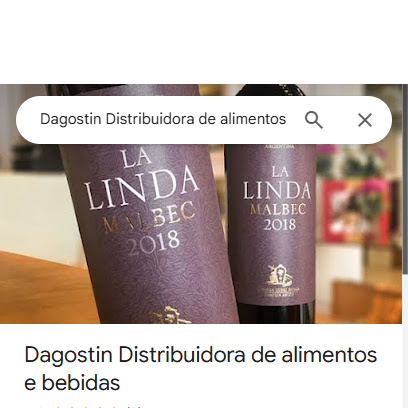 Dagostin Distribuidora de alimentos
ARGENTINA
LA
LINDA
MALBEC
2018
LA
LINDA
MALBEC
2018
Dagostin Distribuidora de alimentos
e bebidas